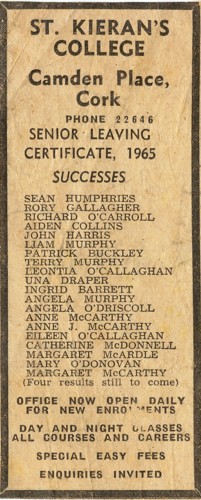 ST. KIERAN'S
COLLEGE
Camden Place,
Cork
PHONE 22646
SENIOR LEAVING
CERTIFICATE, 1965
SUCCESSES
SEAN HUMPHRIES
RORY GALLAGHER
RICHARD O'CARROLL
AIDEN COLLINS
JOHN HARRIS
LIAM MURPHY
PATRICK BUCKLEY
TERRY MURPHY
LEONTIA O'CALLAGHAN
UNA DRAPER
INGRID BARRETT
ANGELA MURPHY
ANGELA O'DRISCOLL
ANNE McCARTHY
ANNE J. McCARTHY
EILEEN O'CALLAGHAN
CATHERINE McDONNELL
MARGARET McARDLE
MARY O'DONOVAN
MARGARET McCARTHY
(Four results still to come)
OFFICE NOW OPEN DAILY
FOR NEW
DAY AND NIGHT CLASSES
ALL COURSES AND CAREERS
SPECIAL EASY FEES
ENQUIRIES INVITED